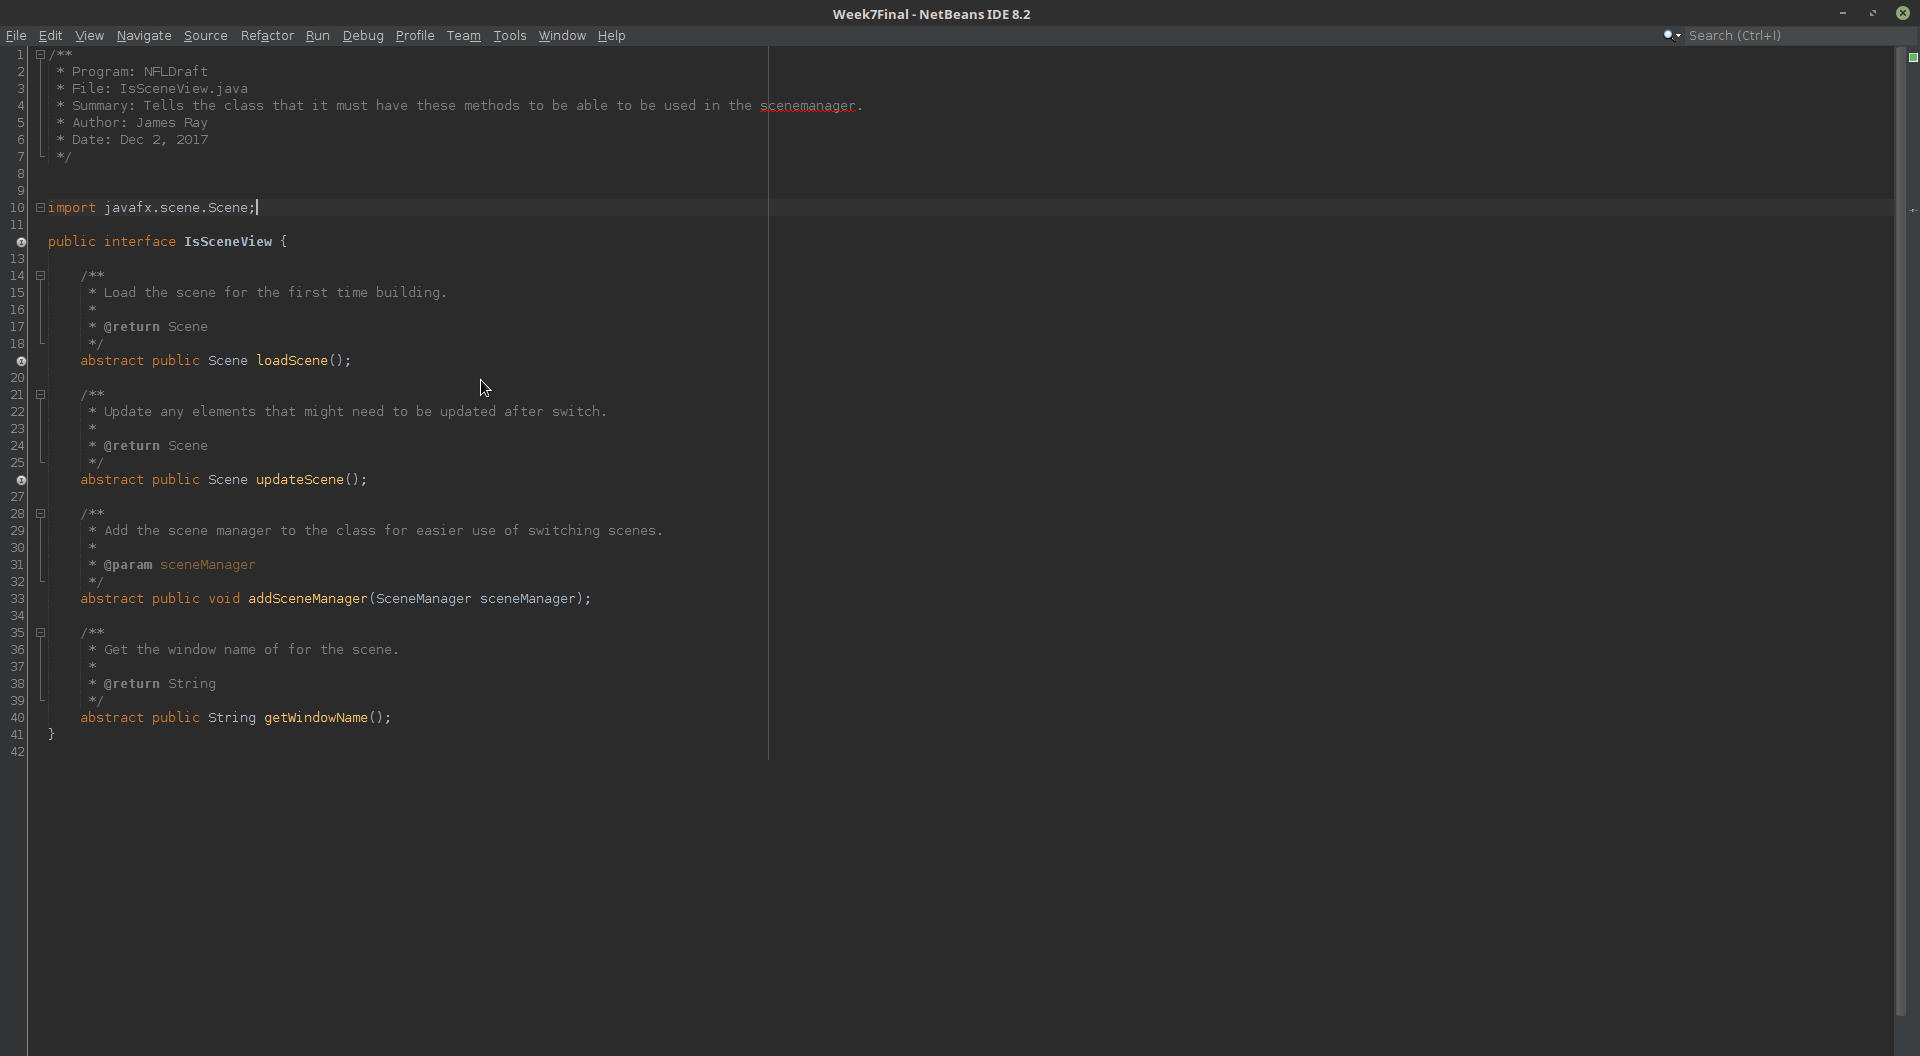 Week7Final - NetBeans IDE 8.2
File Edit View Navigate Source Refactor Run Debug Profile Team Tools Window Help Search (Ctrl+I)
1 /**
2 * Program: NFLDraft
3 * File: IsSceneView.java
4 * Summary: Tells the class that it must have these methods to be able to be used in the scenemanager.
5 * Author: James Ray
6 * Date: Dec 2, 2017
7 */
8
9
10 import javafx.scene.Scene;
11
public interface IsSceneView {
13
14 /**
15 * Load the scene for the first time building.
16 *
17 * @return Scene
18 */
abstract public Scene loadScene();
20
21 /**
22 * Update any elements that might need to be updated after switch.
23 *
24 * @return Scene
25 */
abstract public Scene updateScene();
27
28 /**
29 * Add the scene manager to the class for easier use of switching scenes.
30 *
31 * @param sceneManager
32 */
33 abstract public void addSceneManager(SceneManager sceneManager);
34
35 /**
36 * Get the window name of for the scene.
37 *
38 * @return String
39 */
40 abstract public String getWindowName();
41 }
42